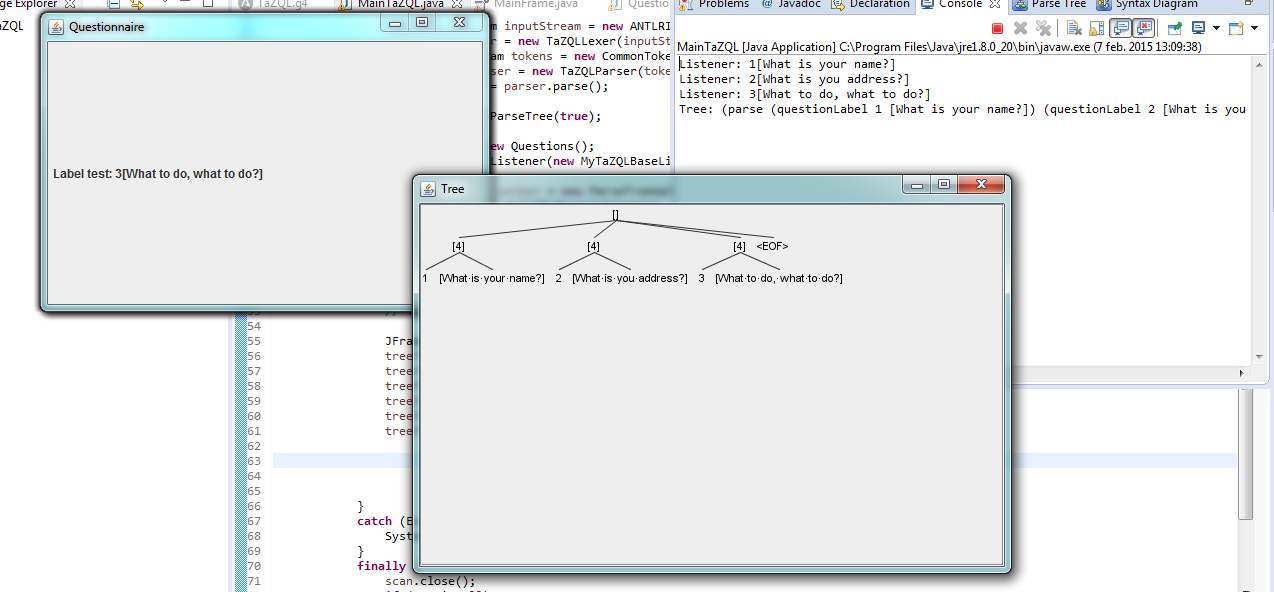 ge Explorer
TaZQL.g4
MainTaZQL.java
MainFrame.java
Questio
Problems
Javadoc
Declaration
Console
Parse Tree
Syntax Diagram
aZQL
Questionnaire
Label test: 3[What to do, what to do?]
m inputStream = new ANTLRI
r = new TaZQLLexer(inputSt
am tokens = new CommonToke
ser = new TaZQLParser(toke
= parser.parse();
ParseTree(true);
ew Questions();
Listener(new MyTaZQLBaseLi
MainTaZQL [Java Application] C:\Program Files\Java\jre1.8.0_20\bin\javaw.exe (7 feb. 2015 13:09:38)
Listener: 1[What is your name?]
Listener: 2[What is you address?]
Listener: 3[What to do, what to do?]
Tree: (parse (questionLabel 1 [What is your name?]) (questionLabel 2 [What is you
Tree
[]
[4] [4] [4] <EOF>
1 [What·is·your·name?] 2 [What·is·you·address?] 3 [What·to·do,·what·to·do?]
54
55 JFra
56 tree
57 tree
58 tree
59 tree
60 tree
61 tree
62
63
64
65
66 }
67 catch (E
68 Syst
69 }
70 finally
71 scan.close();